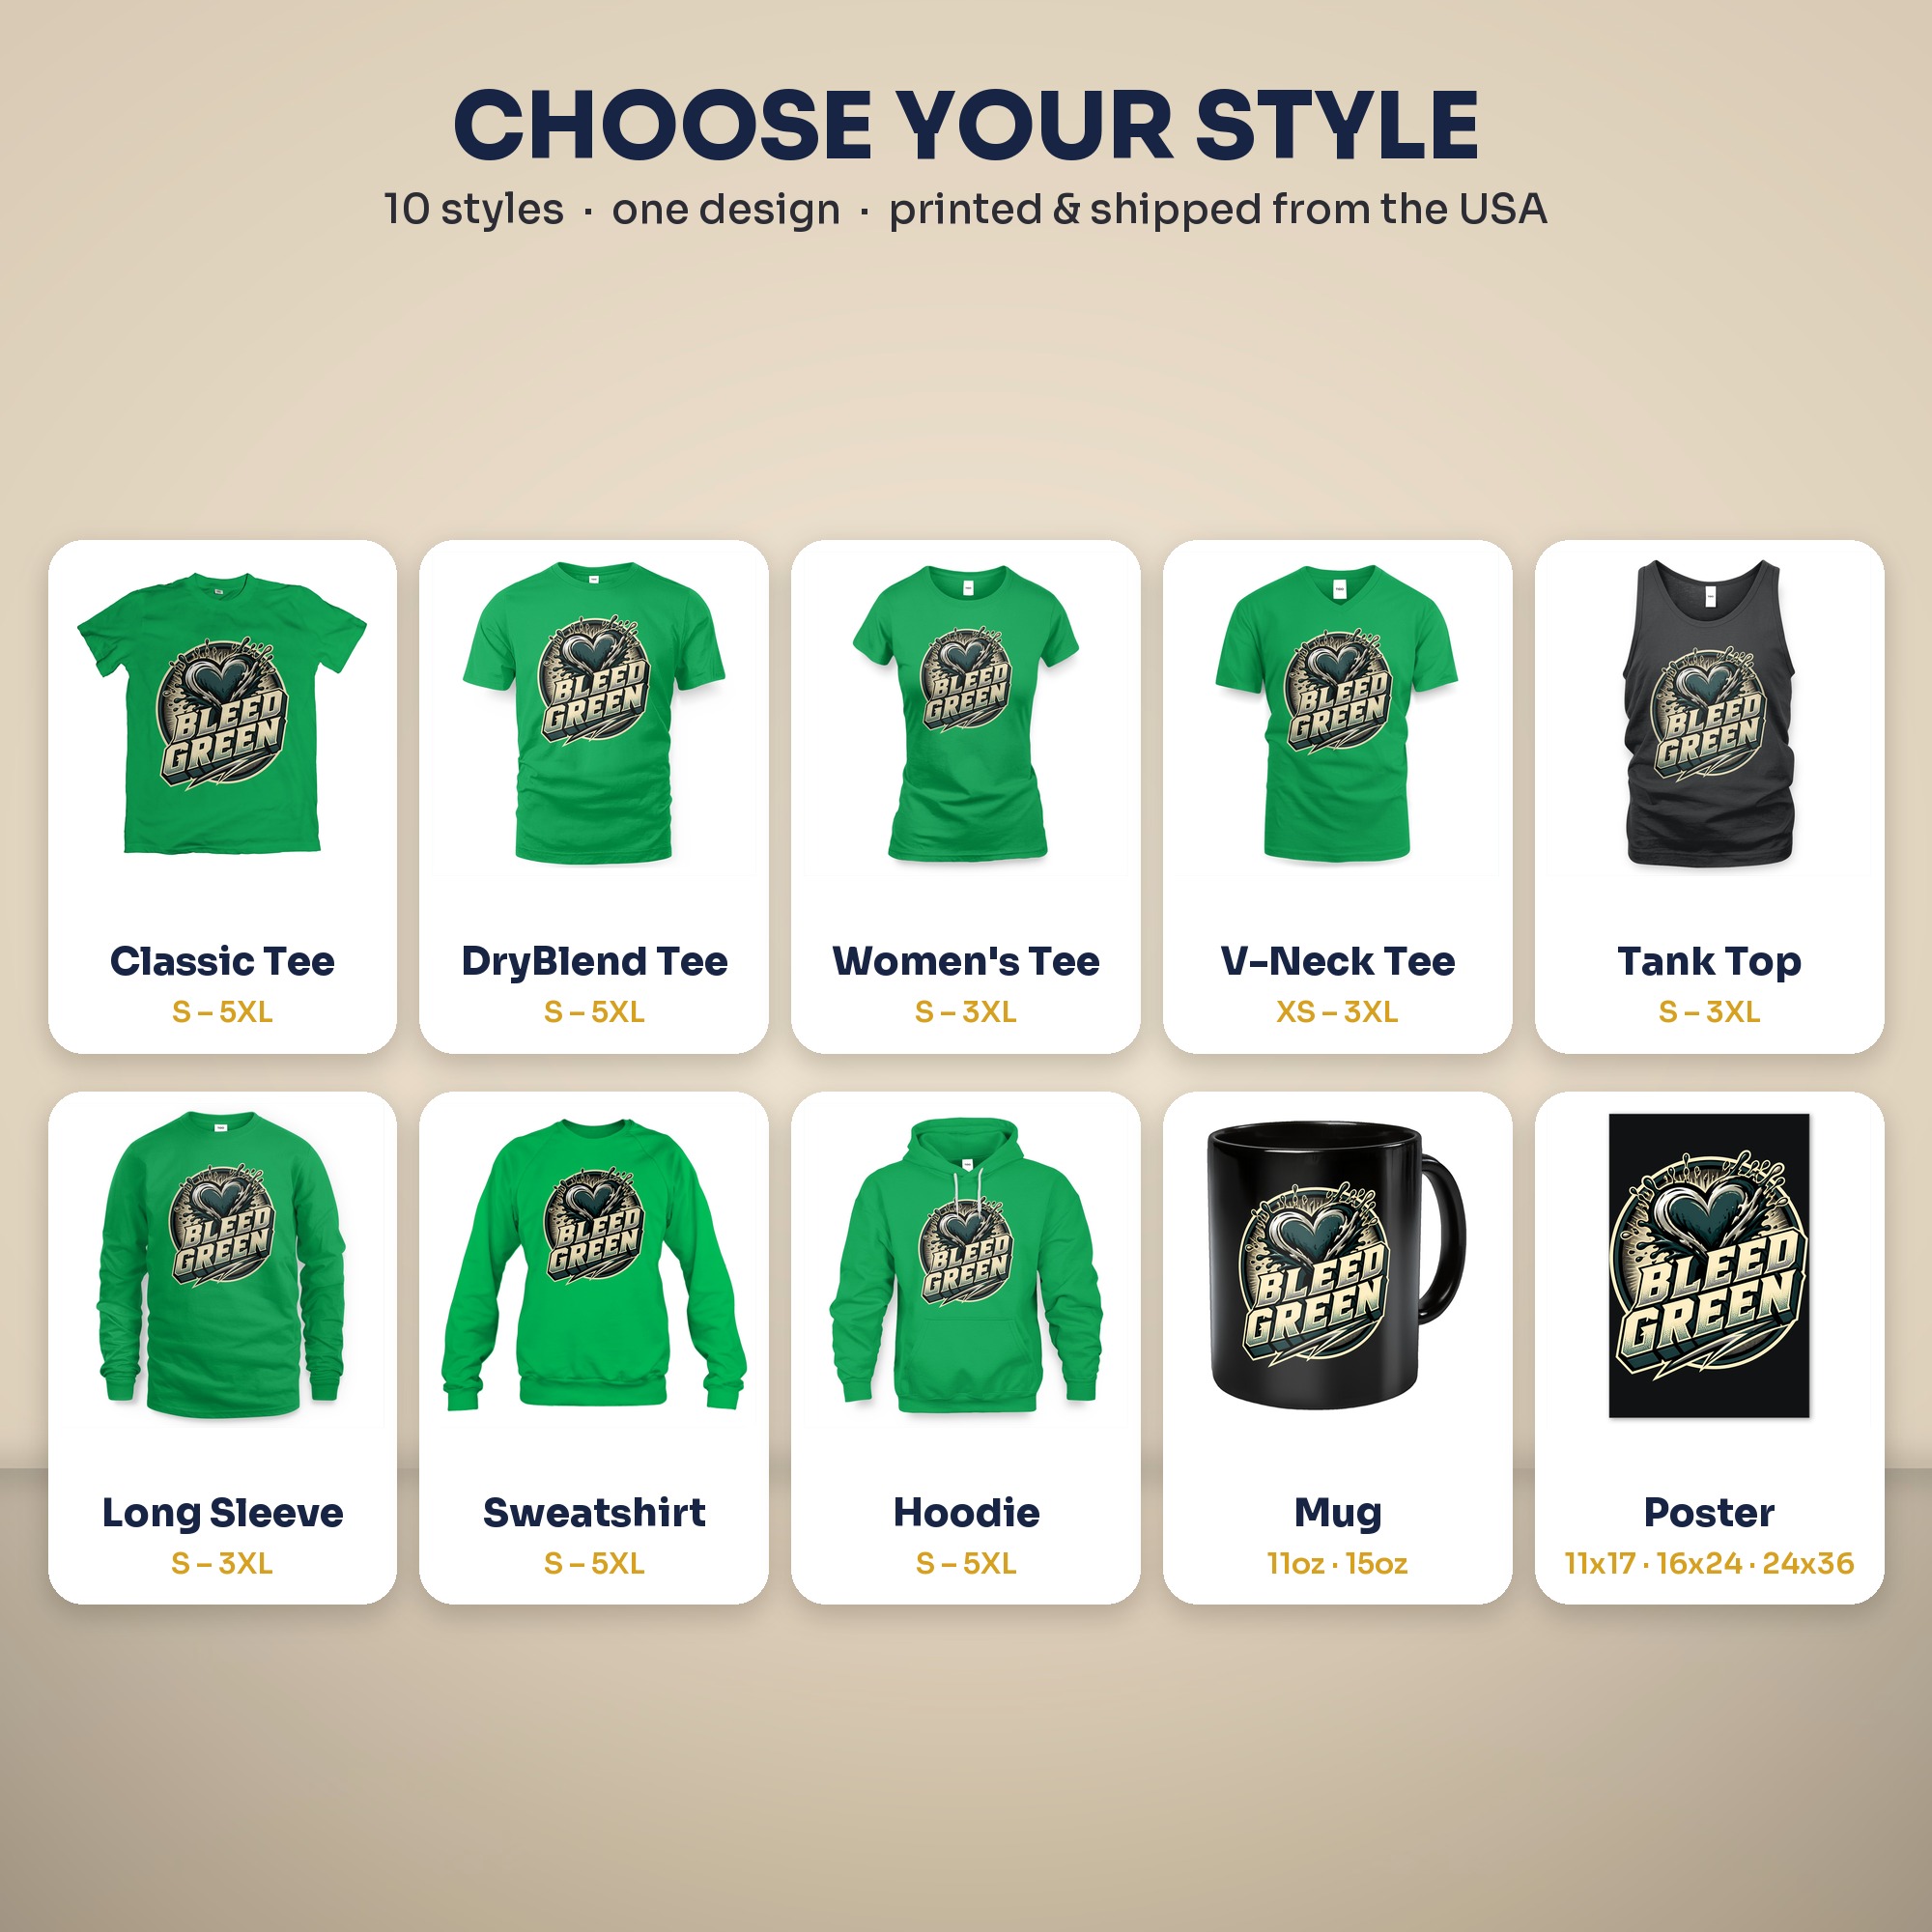 CHOOSE YOUR STYLE
10 styles · one design · printed & shipped from the USA
BLEED
GREEN
Classic Tee
S – 5XL
BLEED
GREEN
DryBlend Tee
S – 5XL
BLEED
GREEN
Women's Tee
S – 3XL
BLEED
GREEN
V-Neck Tee
XS – 3XL
BLEED
GREEN
Tank Top
S – 3XL
BLEED
GREEN
Long Sleeve
S – 3XL
BLEED
GREEN
Sweatshirt
S – 5XL
BLEED
GREEN
Hoodie
S – 5XL
BLEED
GREEN
Mug
11oz · 15oz
BLEED
GREEN
Poster
11x17 · 16x24 · 24x36